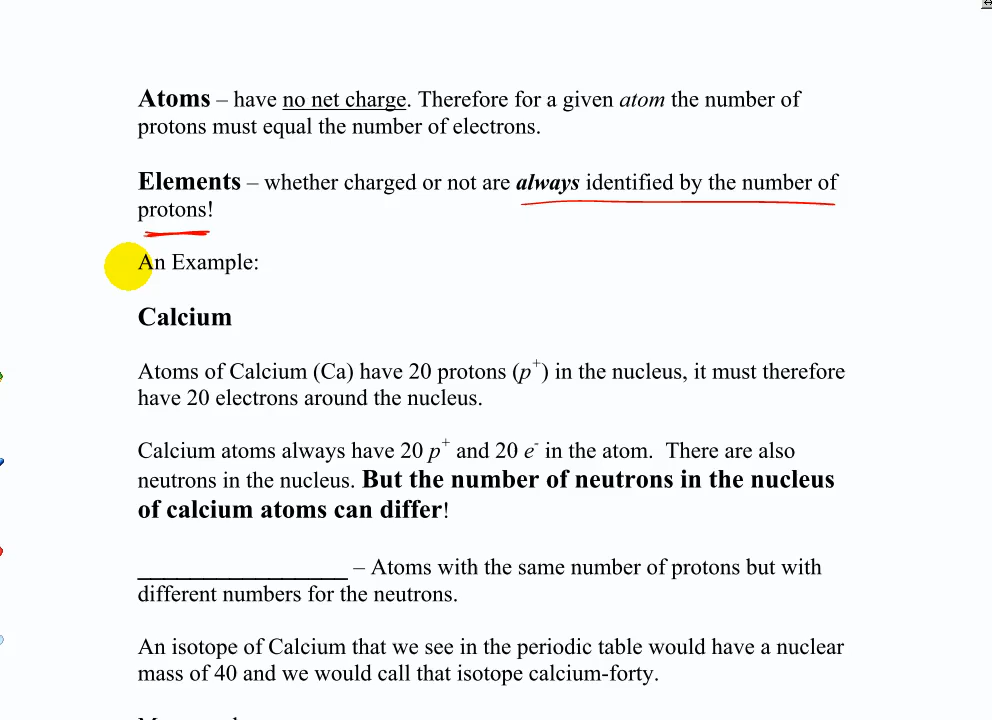 Atoms – have no net charge. Therefore for a given atom the number of
protons must equal the number of electrons.
Elements – whether charged or not are always identified by the number of
protons!
An Example:
Calcium
Atoms of Calcium (Ca) have 20 protons (p+) in the nucleus, it must therefore
have 20 electrons around the nucleus.
Calcium atoms always have 20 p+ and 20 e- in the atom. There are also
neutrons in the nucleus. But the number of neutrons in the nucleus
of calcium atoms can differ!
___________________ – Atoms with the same number of protons but with
different numbers for the neutrons.
An isotope of Calcium that we see in the periodic table would have a nuclear
mass of 40 and we would call that isotope calcium-forty.